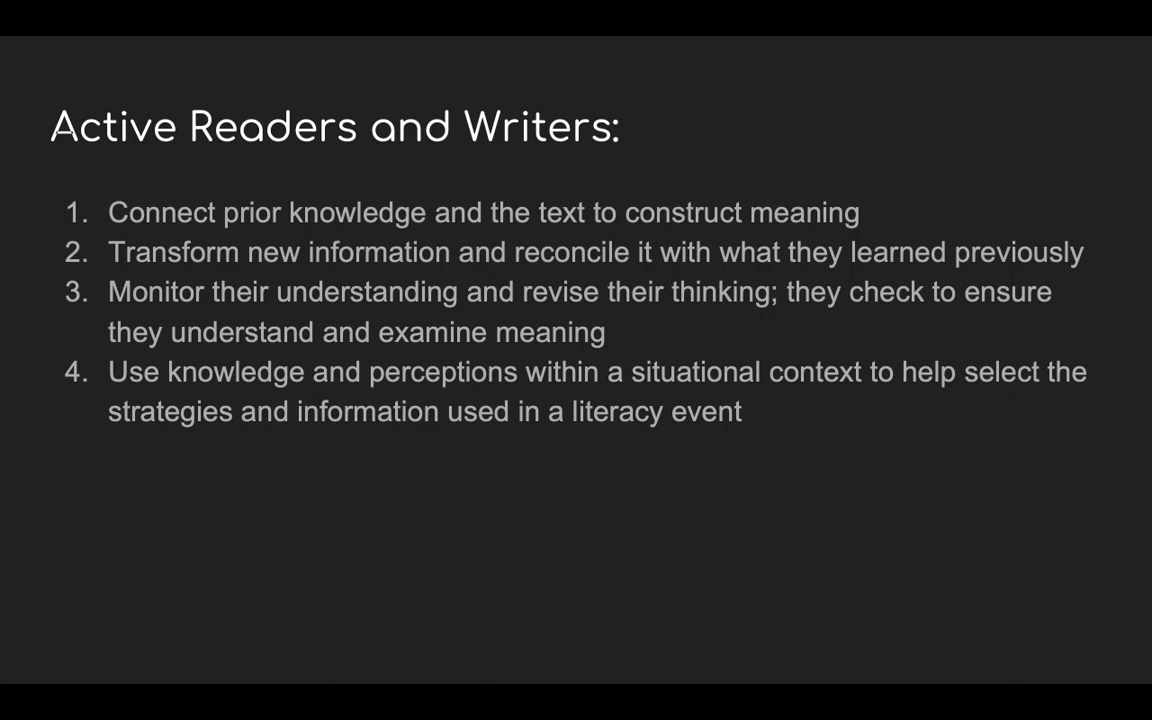 Active Readers and Writers:
1. Connect prior knowledge and the text to construct meaning
2. Transform new information and reconcile it with what they learned previously
3. Monitor their understanding and revise their thinking; they check to ensure
they understand and examine meaning
4. Use knowledge and perceptions within a situational context to help select the
strategies and information used in a literacy event